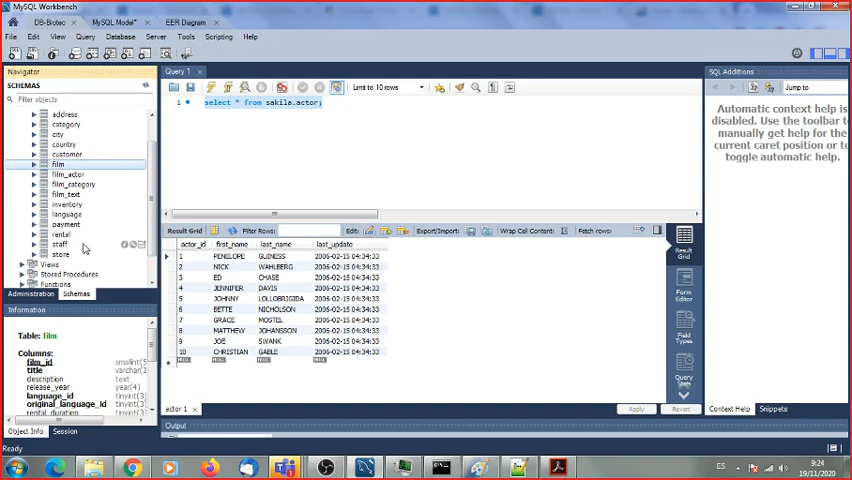 MySQL Workbench
DB-Biotec
MySQL Model*
EER Diagram
File Edit View Query Database Server Tools Scripting Help
Navigator
SCHEMAS
Filter objects
address
category
city
country
customer
film
film_actor
film_category
film_text
inventory
language
payment
rental
staff
store
Views
Stored Procedures
Functions
Administration Schemas
Information
Table: film
Columns:
film_id smallint(5
title varchar(2
description text
release_year year(4)
language_id tinyint(3)
original_language_id tinyint(3)
rental_duration tinyint(3)
Object Info Session
Query 1
Limit to 10 rows
1 select * from sakila.actor;
Result Grid Filter Rows: Edit: Export/Import: Wrap Cell Content: Fetch rows:
actor_id first_name last_name last_update
1 PENELOPE GUINESS 2006-02-15 04:34:33
2 NICK WAHLBERG 2006-02-15 04:34:33
3 ED CHASE 2006-02-15 04:34:33
4 JENNIFER DAVIS 2006-02-15 04:34:33
5 JOHNNY LOLLOBRIGIDA 2006-02-15 04:34:33
6 BETTE NICHOLSON 2006-02-15 04:34:33
7 GRACE MOSTEL 2006-02-15 04:34:33
8 MATTHEW JOHANSSON 2006-02-15 04:34:33
9 JOE SWANK 2006-02-15 04:34:33
10 CHRISTIAN GABLE 2006-02-15 04:34:33
NULL NULL NULL NULL
Result Grid
Form Editor
Field Types
Query Stats
actor 1
Apply Revert
Output
SQL Additions
Jump to
Automatic context help is
disabled. Use the toolbar to
manually get help for the
current caret position or to
toggle automatic help.
Context Help Snippets
Ready
ES
9:24
19/11/2020